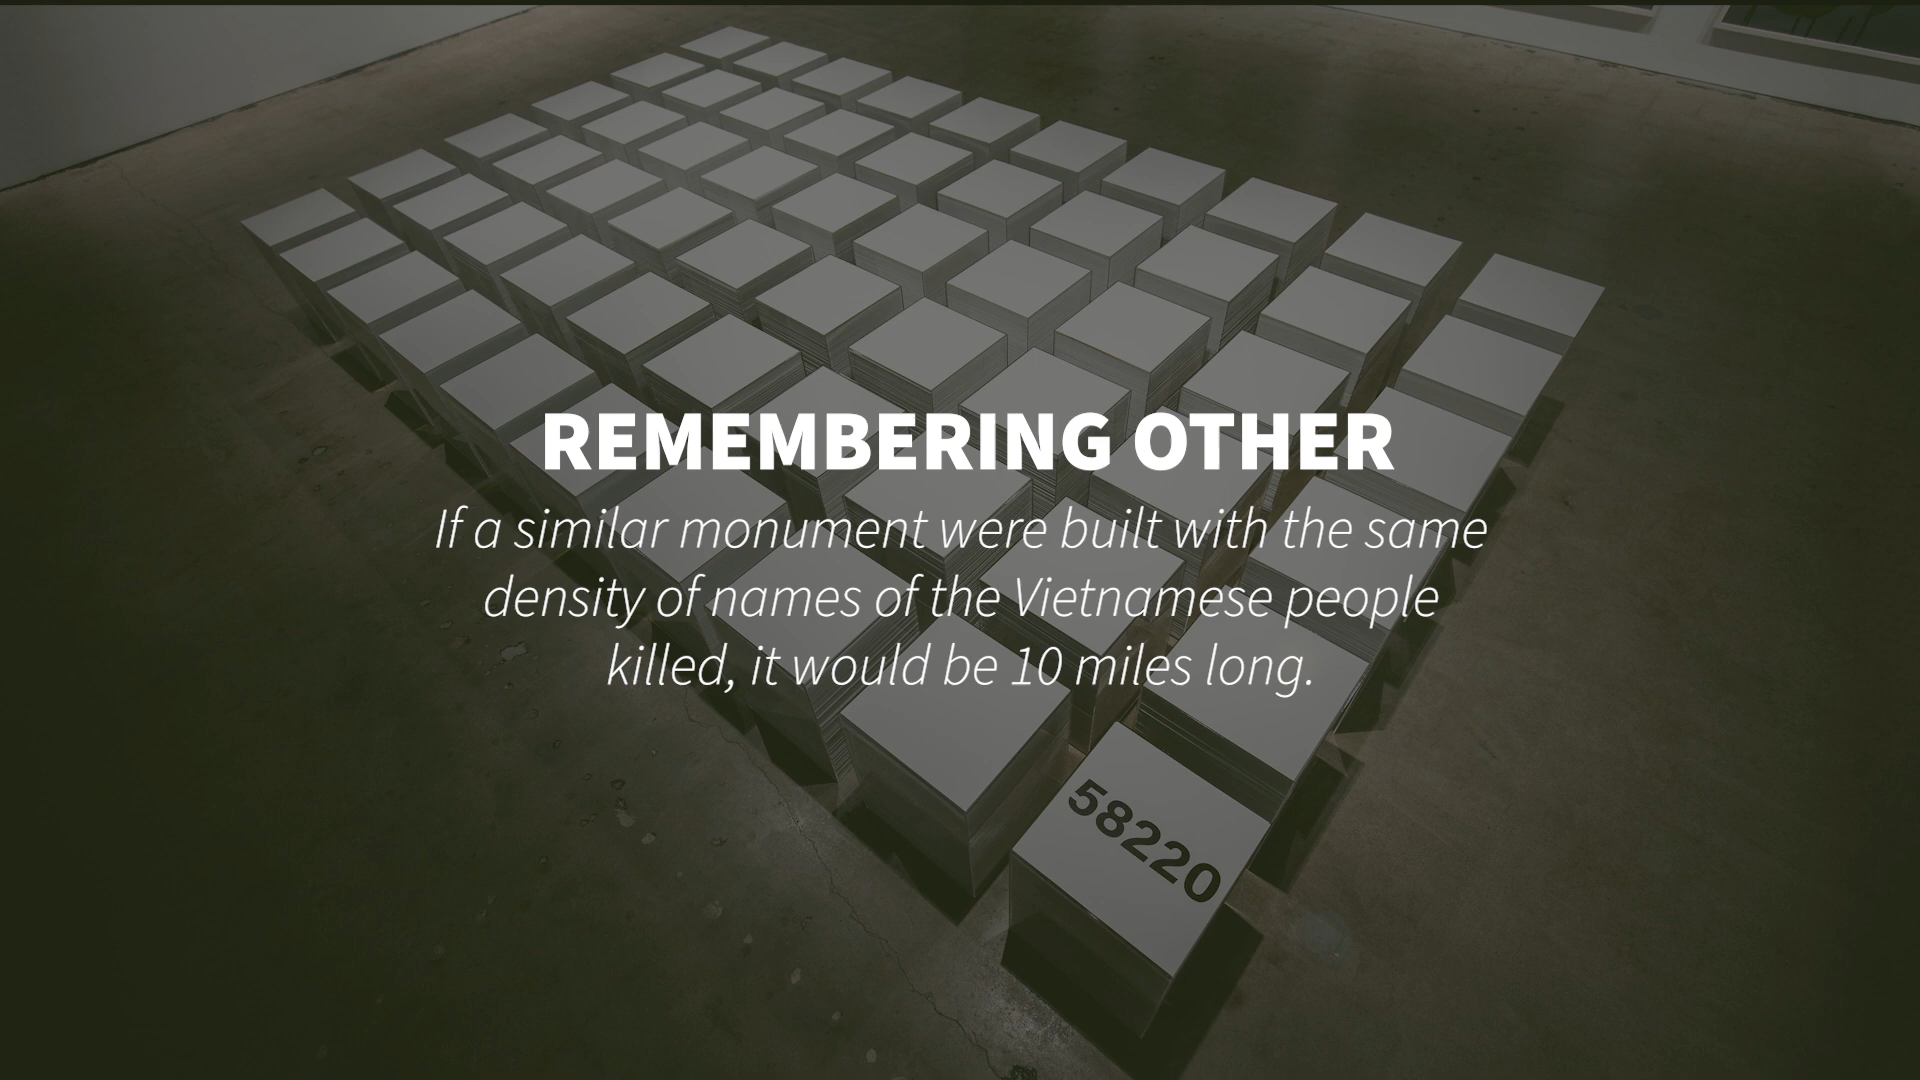 REMEMBERING OTHER
If a similar monument were built with the same
density of names of the Vietnamese people
killed, it would be 10 miles long.
58220